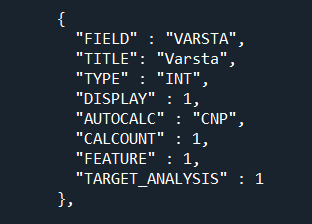 {
"FIELD" : "VARSTA",
"TITLE": "Varsta",
"TYPE" : "INT",
"DISPLAY" : 1,
"AUTOCALC" : "CNP",
"CALCOUNT" : 1,
"FEATURE" : 1,
"TARGET_ANALYSIS" : 1
},